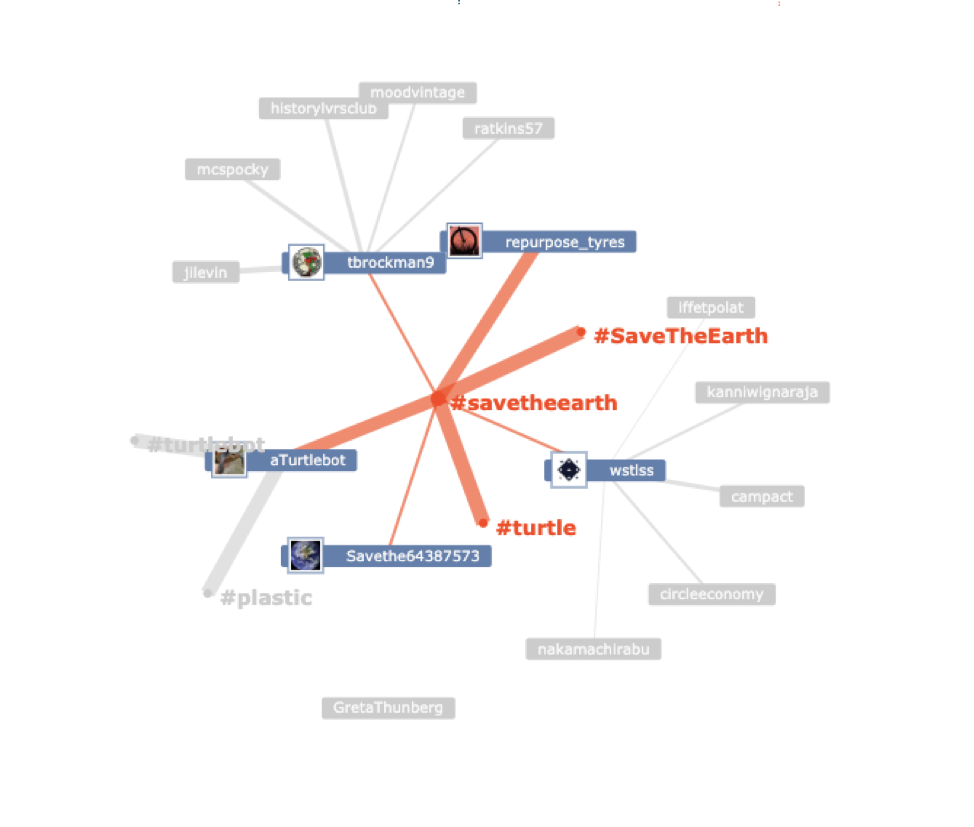 moodvintage
historylvrsclub
ratkins57
mcspocky
repurpose_tyres
tbrockman9
jilevin
iffetpolat
#SaveTheEarth
kanniwignaraja
#savetheearth
#turtlebot
aTurtlebot
wstlss
campact
#turtle
Savethe64387573
circleeconomy
#plastic
nakamachirabu
GretaThunberg